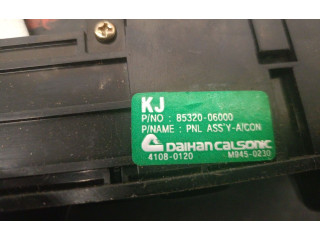 KJ
P/NO : 85320-06000
P/NAME : PNL ASS'Y-A/CON
DAIHAN CALSONIC
4108-0120 M945-0230